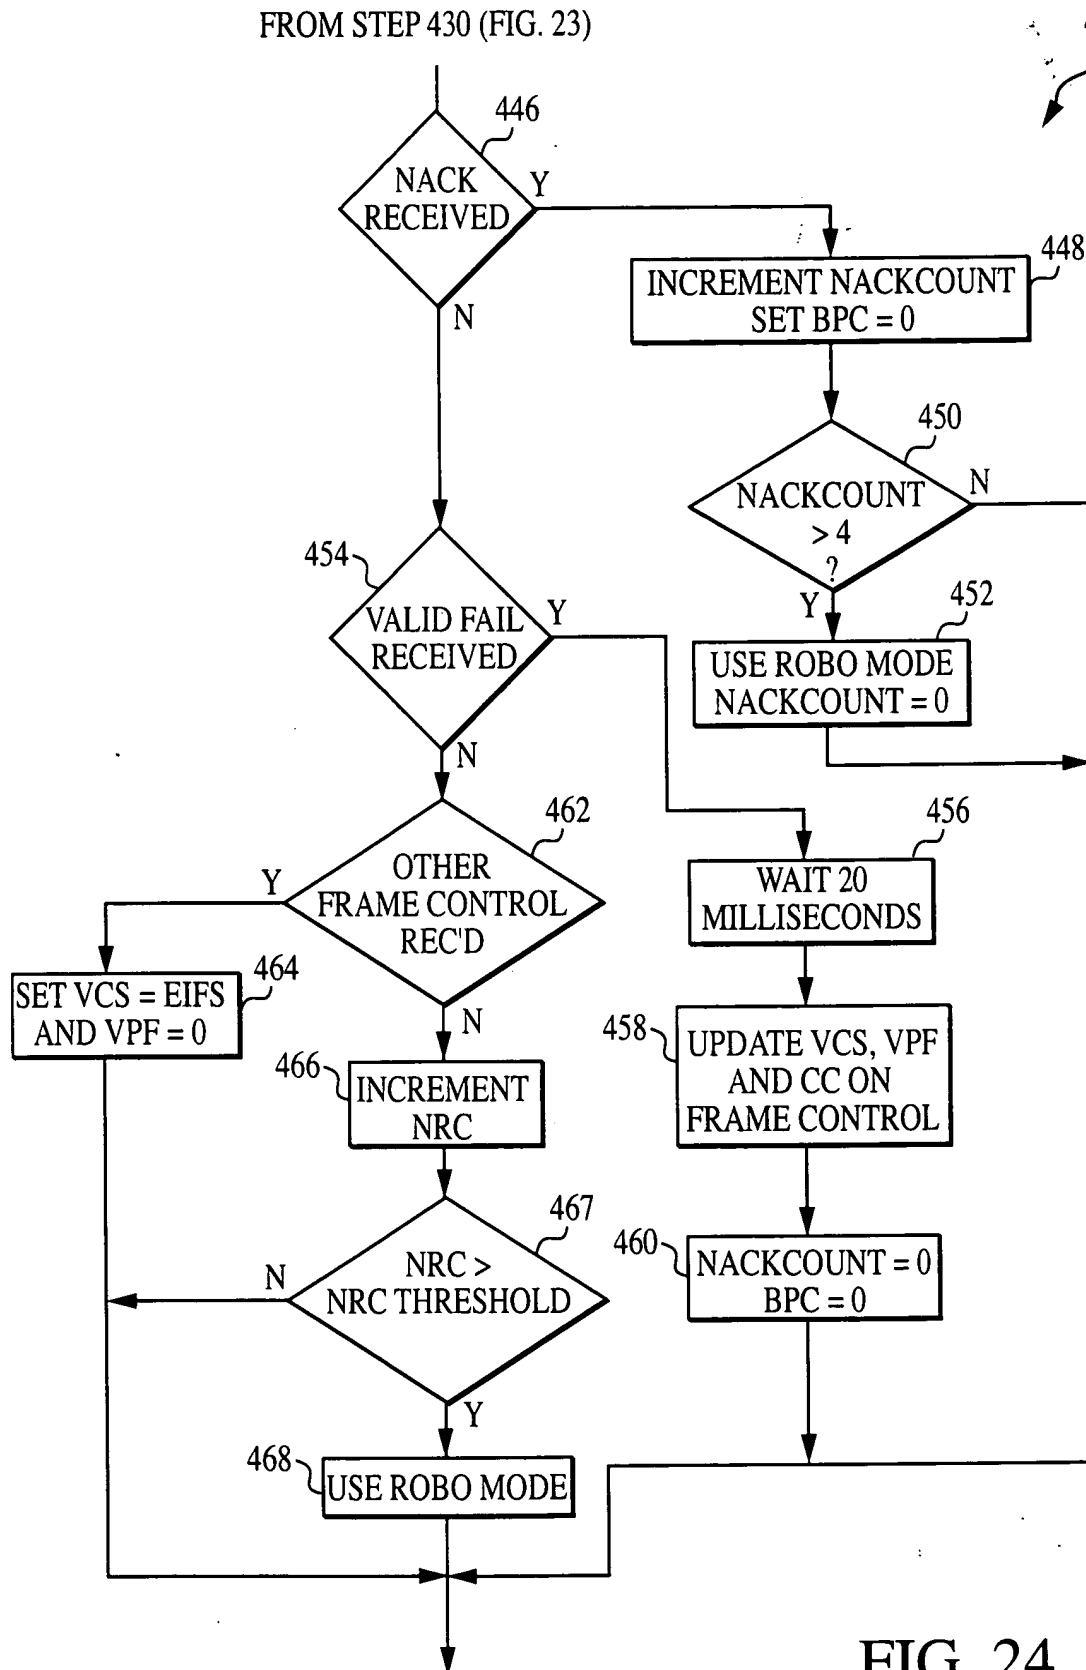 FROM STEP 430 (FIG. 23)
446
NACK
RECEIVED
Y
N
448
INCREMENT NACKCOUNT
SET BPC = 0
450
NACKCOUNT
> 4
?
N
Y
452
USE ROBO MODE
NACKCOUNT = 0
454
VALID FAIL
RECEIVED
Y
N
456
WAIT 20
MILLISECONDS
458
UPDATE VCS, VPF
AND CC ON
FRAME CONTROL
460
NACKCOUNT = 0
BPC = 0
462
OTHER
FRAME CONTROL
REC'D
Y
N
464
SET VCS = EIFS
AND VPF = 0
466
INCREMENT
NRC
467
NRC >
NRC THRESHOLD
N
Y
468
USE ROBO MODE
FIG. 24